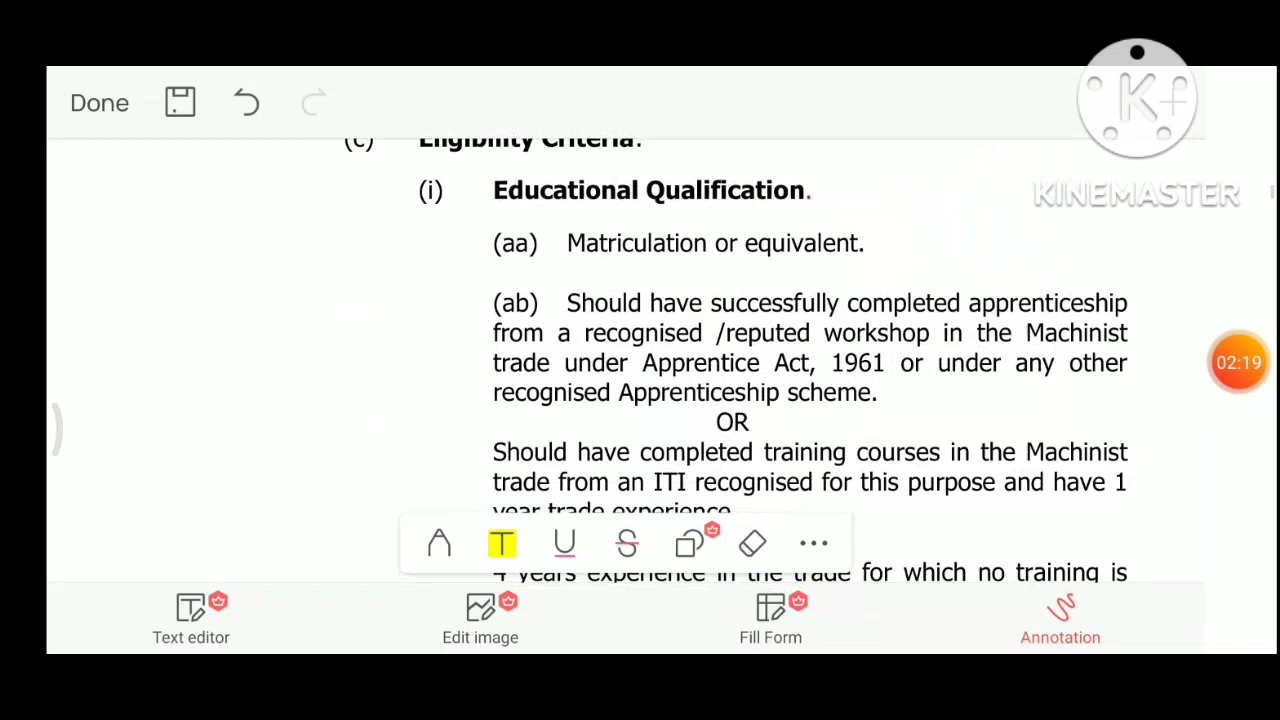 Done
KINEMASTER
(c) Eligibility Criteria.
(i) Educational Qualification.
(aa) Matriculation or equivalent.
(ab) Should have successfully completed apprenticeship
from a recognised /reputed workshop in the Machinist
trade under Apprentice Act, 1961 or under any other
recognised Apprenticeship scheme.
02:19
OR
Should have completed training courses in the Machinist
trade from an ITI recognised for this purpose and have 1
year trade experience
4 years experience in the trade for which no training is
Text editor
Edit image
Fill Form
Annotation